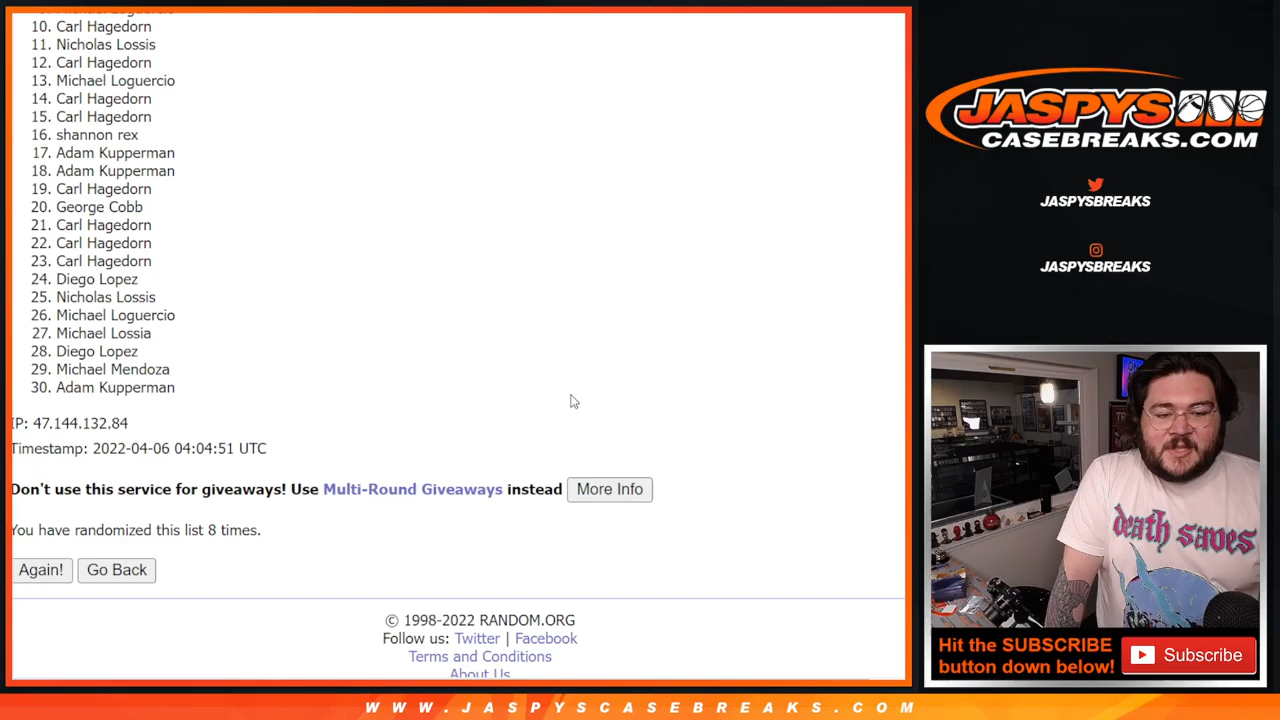 10. Carl Hagedorn
11. Nicholas Lossis
12. Carl Hagedorn
13. Michael Loguercio
14. Carl Hagedorn
15. Carl Hagedorn
16. shannon rex
17. Adam Kupperman
18. Adam Kupperman
19. Carl Hagedorn
20. George Cobb
21. Carl Hagedorn
22. Carl Hagedorn
23. Carl Hagedorn
24. Diego Lopez
25. Nicholas Lossis
26. Michael Loguercio
27. Michael Lossia
28. Diego Lopez
29. Michael Mendoza
30. Adam Kupperman
IP: 47.144.132.84
Timestamp: 2022-04-06 04:04:51 UTC
Don't use this service for giveaways! Use Multi-Round Giveaways instead More Info
You have randomized this list 8 times.
Again! Go Back
© 1998-2022 RANDOM.ORG
Follow us: Twitter | Facebook
Terms and Conditions
About Us
JASPYS
CASEBREAKS.COM
JASPYSBREAKS
JASPYSBREAKS
death saves
Hit the SUBSCRIBE
button down below!
Subscribe
WWW.JASPYSCASEBREAKS.COM